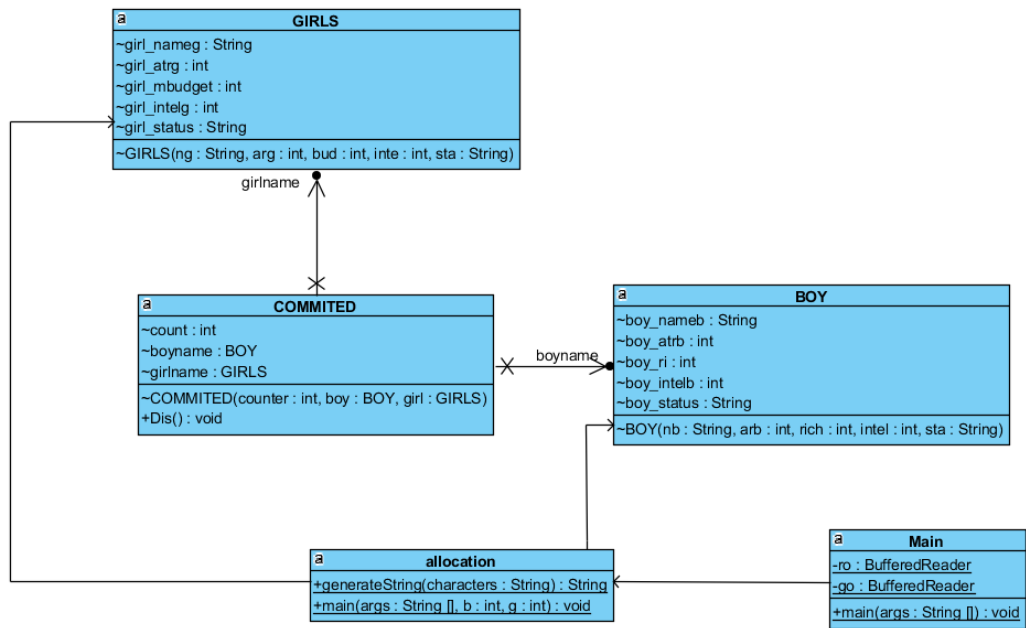 a
GIRLS
~girl_nameg : String
~girl_atrg : int
~girl_mbudget : int
~girl_intelg : int
~girl_status : String
~GIRLS(ng : String, arg : int, bud : int, inte : int, sta : String)
girlname
a
COMMITED
~count : int
~boyname : BOY
~girlname : GIRLS
~COMMITED(counter : int, boy : BOY, girl : GIRLS)
+Dis() : void
boyname
a
BOY
~boy_nameb : String
~boy_atrb : int
~boy_ri : int
~boy_intelb : int
~boy_status : String
~BOY(nb : String, arb : int, rich : int, intel : int, sta : String)
a
allocation
+generateString(characters : String) : String
+main(args : String [], b : int, g : int) : void
a
Main
-ro : BufferedReader
-go : BufferedReader
+main(args : String []) : void